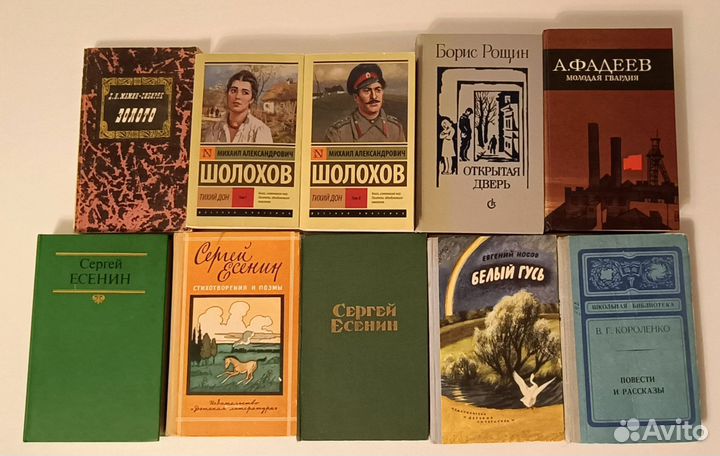 Д. Н. МАМИН-СИБИРЯК
ЗОЛОТО
N МИХАИЛ АЛЕКСАНДРОВИЧ
ШОЛОХОВ
ТИХИЙ ДОН
N МИХАИЛ АЛЕКСАНДРОВИЧ
ШОЛОХОВ
ТИХИЙ ДОН
Борис Рощин
ОТКРЫТАЯ
ДВЕРЬ
А.ФАДЕЕВ
МОЛОДАЯ ГВАРДИЯ
Сергей
ЕСЕНИН
Сергей
Есенин
СТИХОТВОРЕНИЯ И ПОЭМЫ
Издательство
«Детская литература»
Сергей
Есенин
ЕВГЕНИЙ НОСОВ
БЕЛЫЙ ГУСЬ
ШКОЛЬНАЯ БИБЛИОТЕКА
В. Г. КОРОЛЕНКО
ПОВЕСТИ
И РАССКАЗЫ
Avito